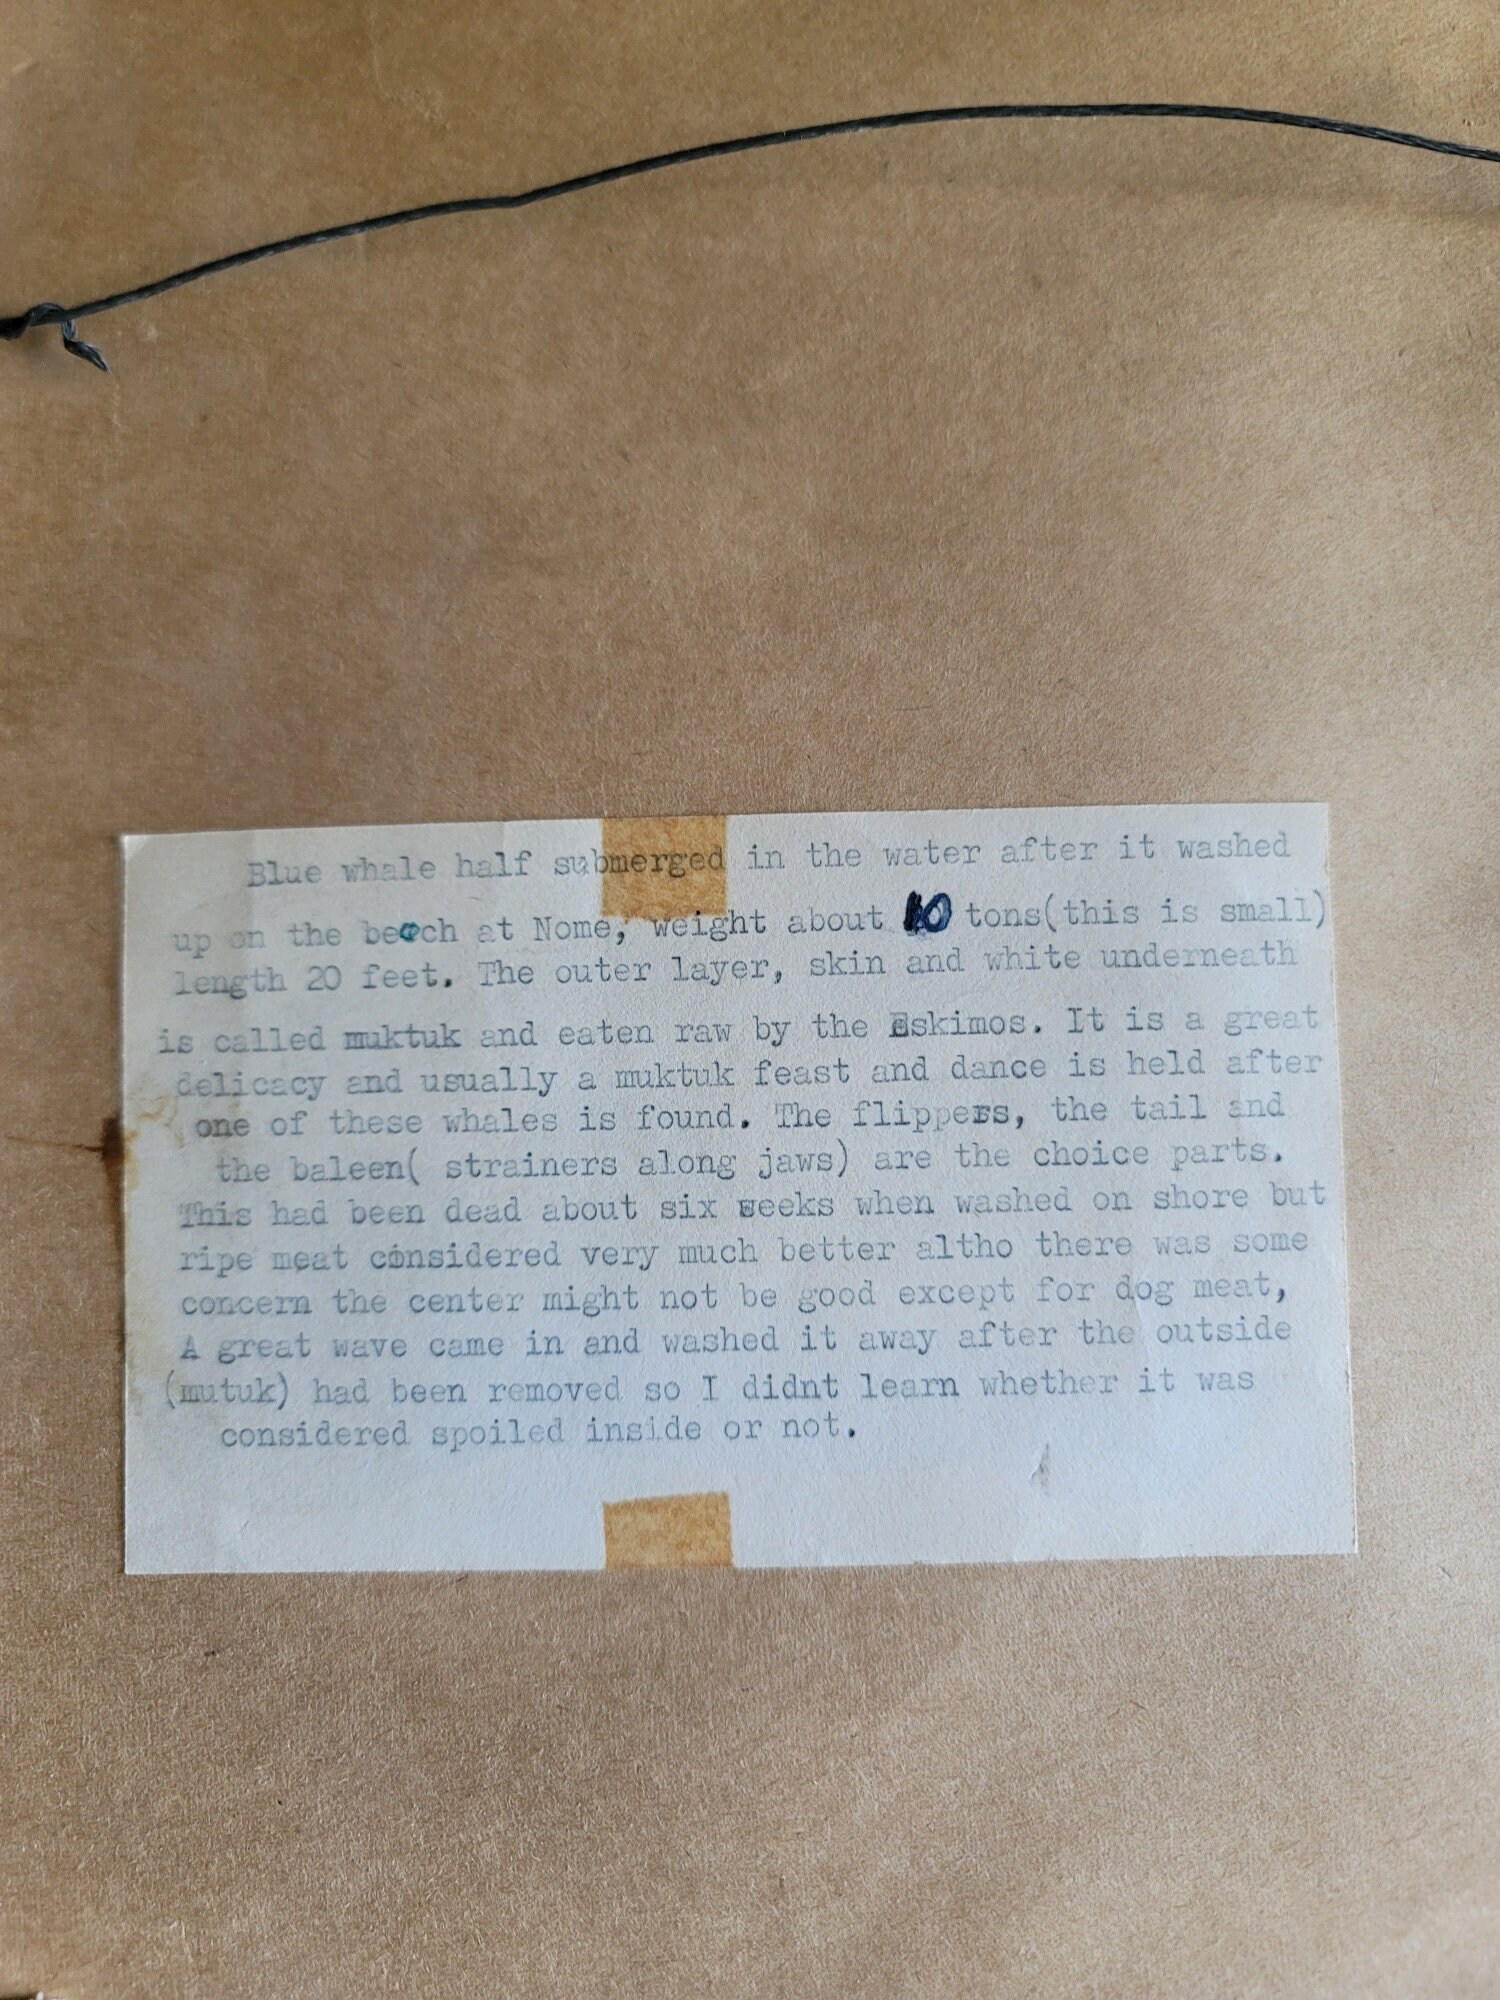 Blue whale half submerged in the water after it washed
up on the beach at Nome, weight about 10 tons(this is small)
length 20 feet. The outer layer, skin and white underneath
is called muktuk and eaten raw by the Eskimos. It is a great
delicacy and usually a muktuk feast and dance is held after
one of these whales is found. The flippers, the tail and
the baleen( strainers along jaws) are the choice parts.
This had been dead about six weeks when washed on shore but
ripe meat considered very much better altho there was some
concern the center might not be good except for dog meat,
A great wave came in and washed it away after the outside
(mutuk) had been removed so I didnt learn whether it was
considered spoiled inside or not.